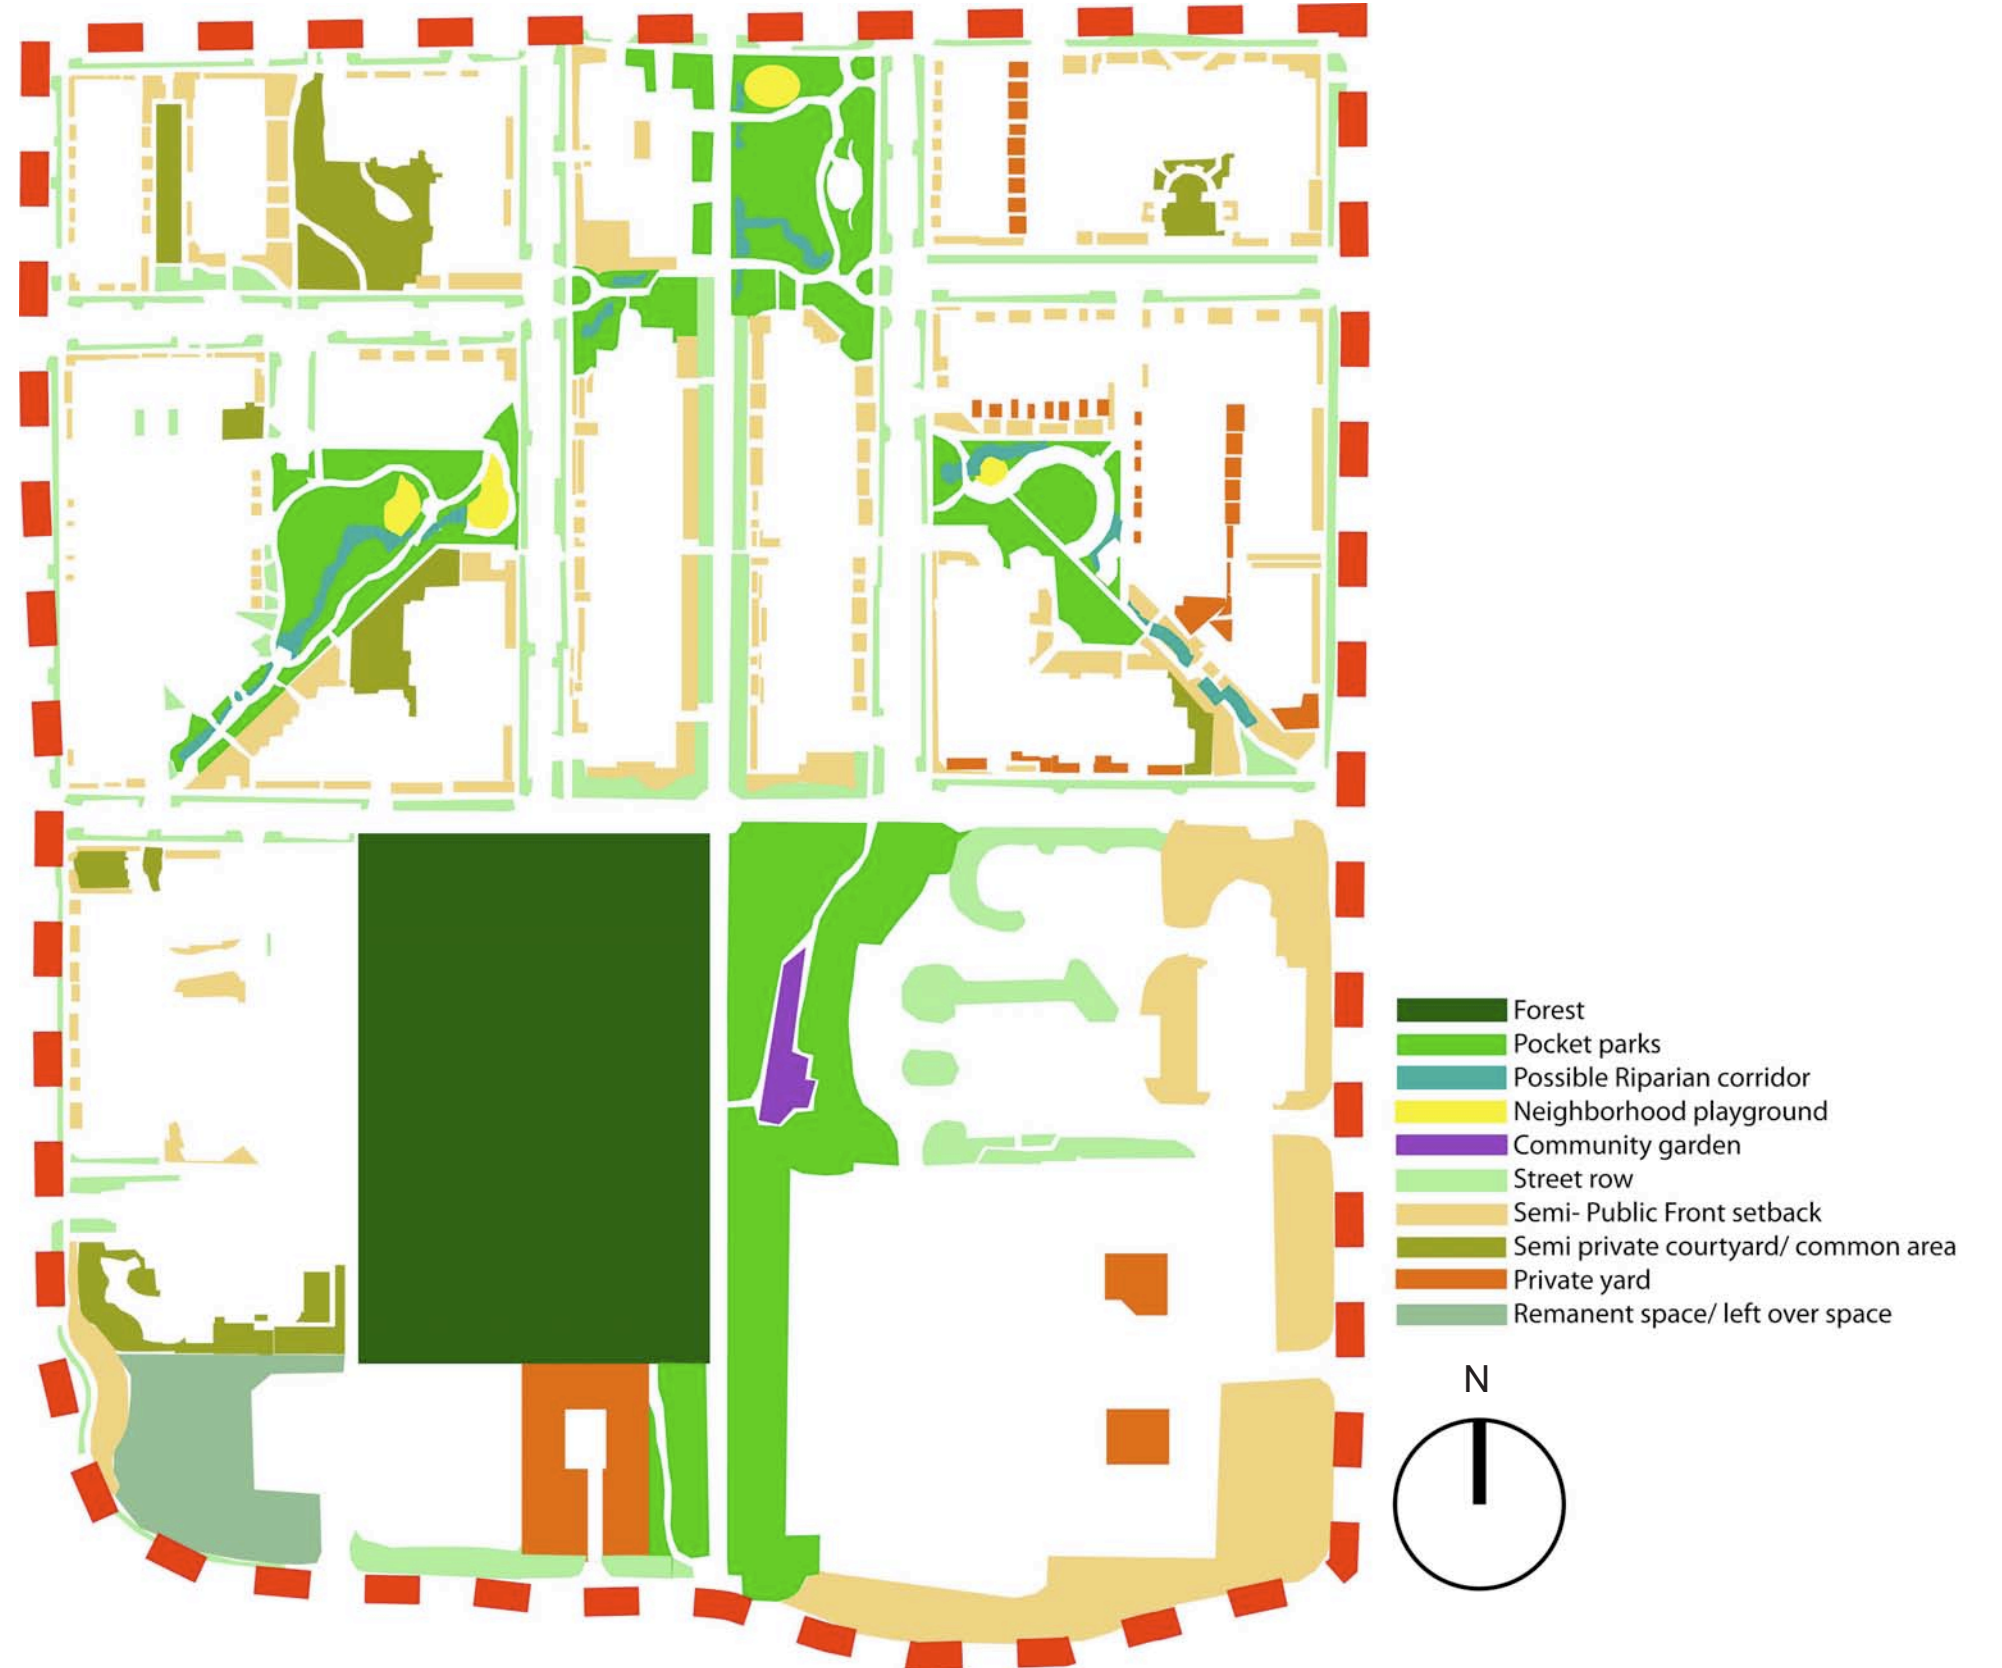 Forest
Pocket parks
Possible Riparian corridor
Neighborhood playground
Community garden
Street row
Semi- Public Front setback
Semi private courtyard/ common area
Private yard
Remanent space/ left over space
N